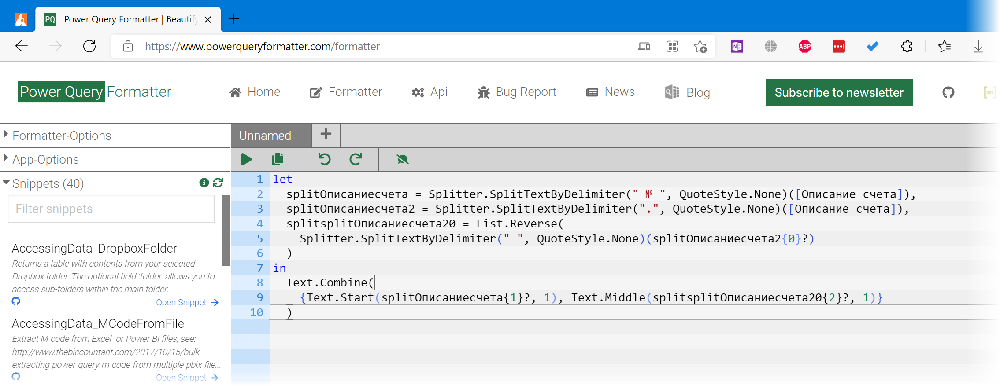 PQ Power Query Formatter | Beautify
https://www.powerqueryformatter.com/formatter
N ABP
Power Query Formatter Home Formatter Api Bug Report News Blog Subscribe to newsletter [m]
Formatter-Options
Unnamed
App-Options
Snippets (40)
Filter snippets
AccessingData_DropboxFolder
Returns a table with contents from your selected
Dropbox folder. The optional field 'folder' allows you to
access sub-folders within the main folder.
Open Snippet
AccessingData_MCodeFromFile
Extract M-code from Excel- or Power BI files, see:
http://www.thebiccountant.com/2017/10/15/bulk-
extracting-power-query-m-code-from-multiple-pbix-file...
Open Snippet
1 let
2 splitОписаниесчета = Splitter.SplitTextByDelimiter(" № ", QuoteStyle.None)([Описание счета]),
3 splitОписаниесчета2 = Splitter.SplitTextByDelimiter(".", QuoteStyle.None)([Описание счета]),
4 splitsplitОписаниесчета20 = List.Reverse(
5 Splitter.SplitTextByDelimiter(" ", QuoteStyle.None)(splitОписаниесчета2{0}?)
6 )
7 in
8 Text.Combine(
9 {Text.Start(splitОписаниесчета{1}?, 1), Text.Middle(splitsplitОписаниесчета20{2}?, 1)}
10 )